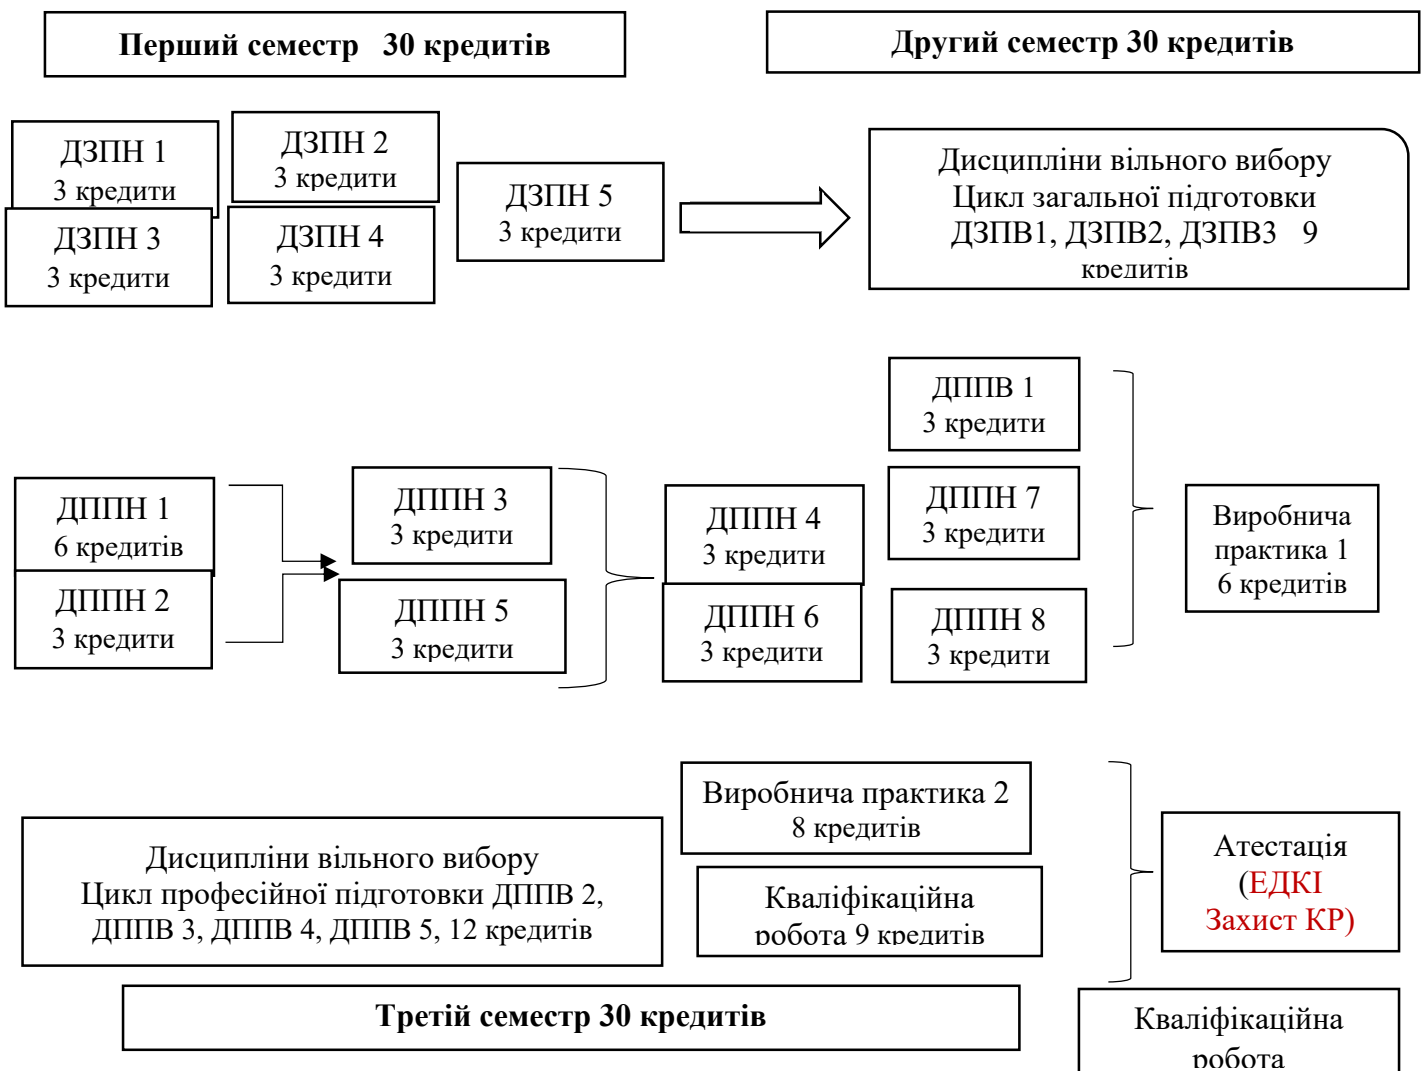 Перший семестр   30 кредитів
Другий семестр 30 кредитів
ДЗПН 1
3 кредити
ДЗПН 2
3 кредити
ДЗПН 3
3 кредити
ДЗПН 4
3 кредити
ДЗПН 5
3 кредити
Дисципліни вільного вибору
Цикл загальної підготовки
ДЗПВ1, ДЗПВ2, ДЗПВ3   9
кредитів
ДППН 1
6 кредитів
ДППН 2
3 кредити
ДППН 3
3 кредити
ДППН 5
3 кредити
ДППН 4
3 кредити
ДППН 6
3 кредити
ДППВ 1
3 кредити
ДППН 7
3 кредити
ДППН 8
3 кредити
Виробнича
практика 1
6 кредитів
Дисципліни вільного вибору
Цикл професійної підготовки ДППВ 2,
ДППВ 3, ДППВ 4, ДППВ 5, 12 кредитів
Виробнича практика 2
8 кредитів
Кваліфікаційна
робота 9 кредитів
Атестація
(ЕДКІ
Захист КР)
Третій семестр 30 кредитів
Кваліфікаційна
робота